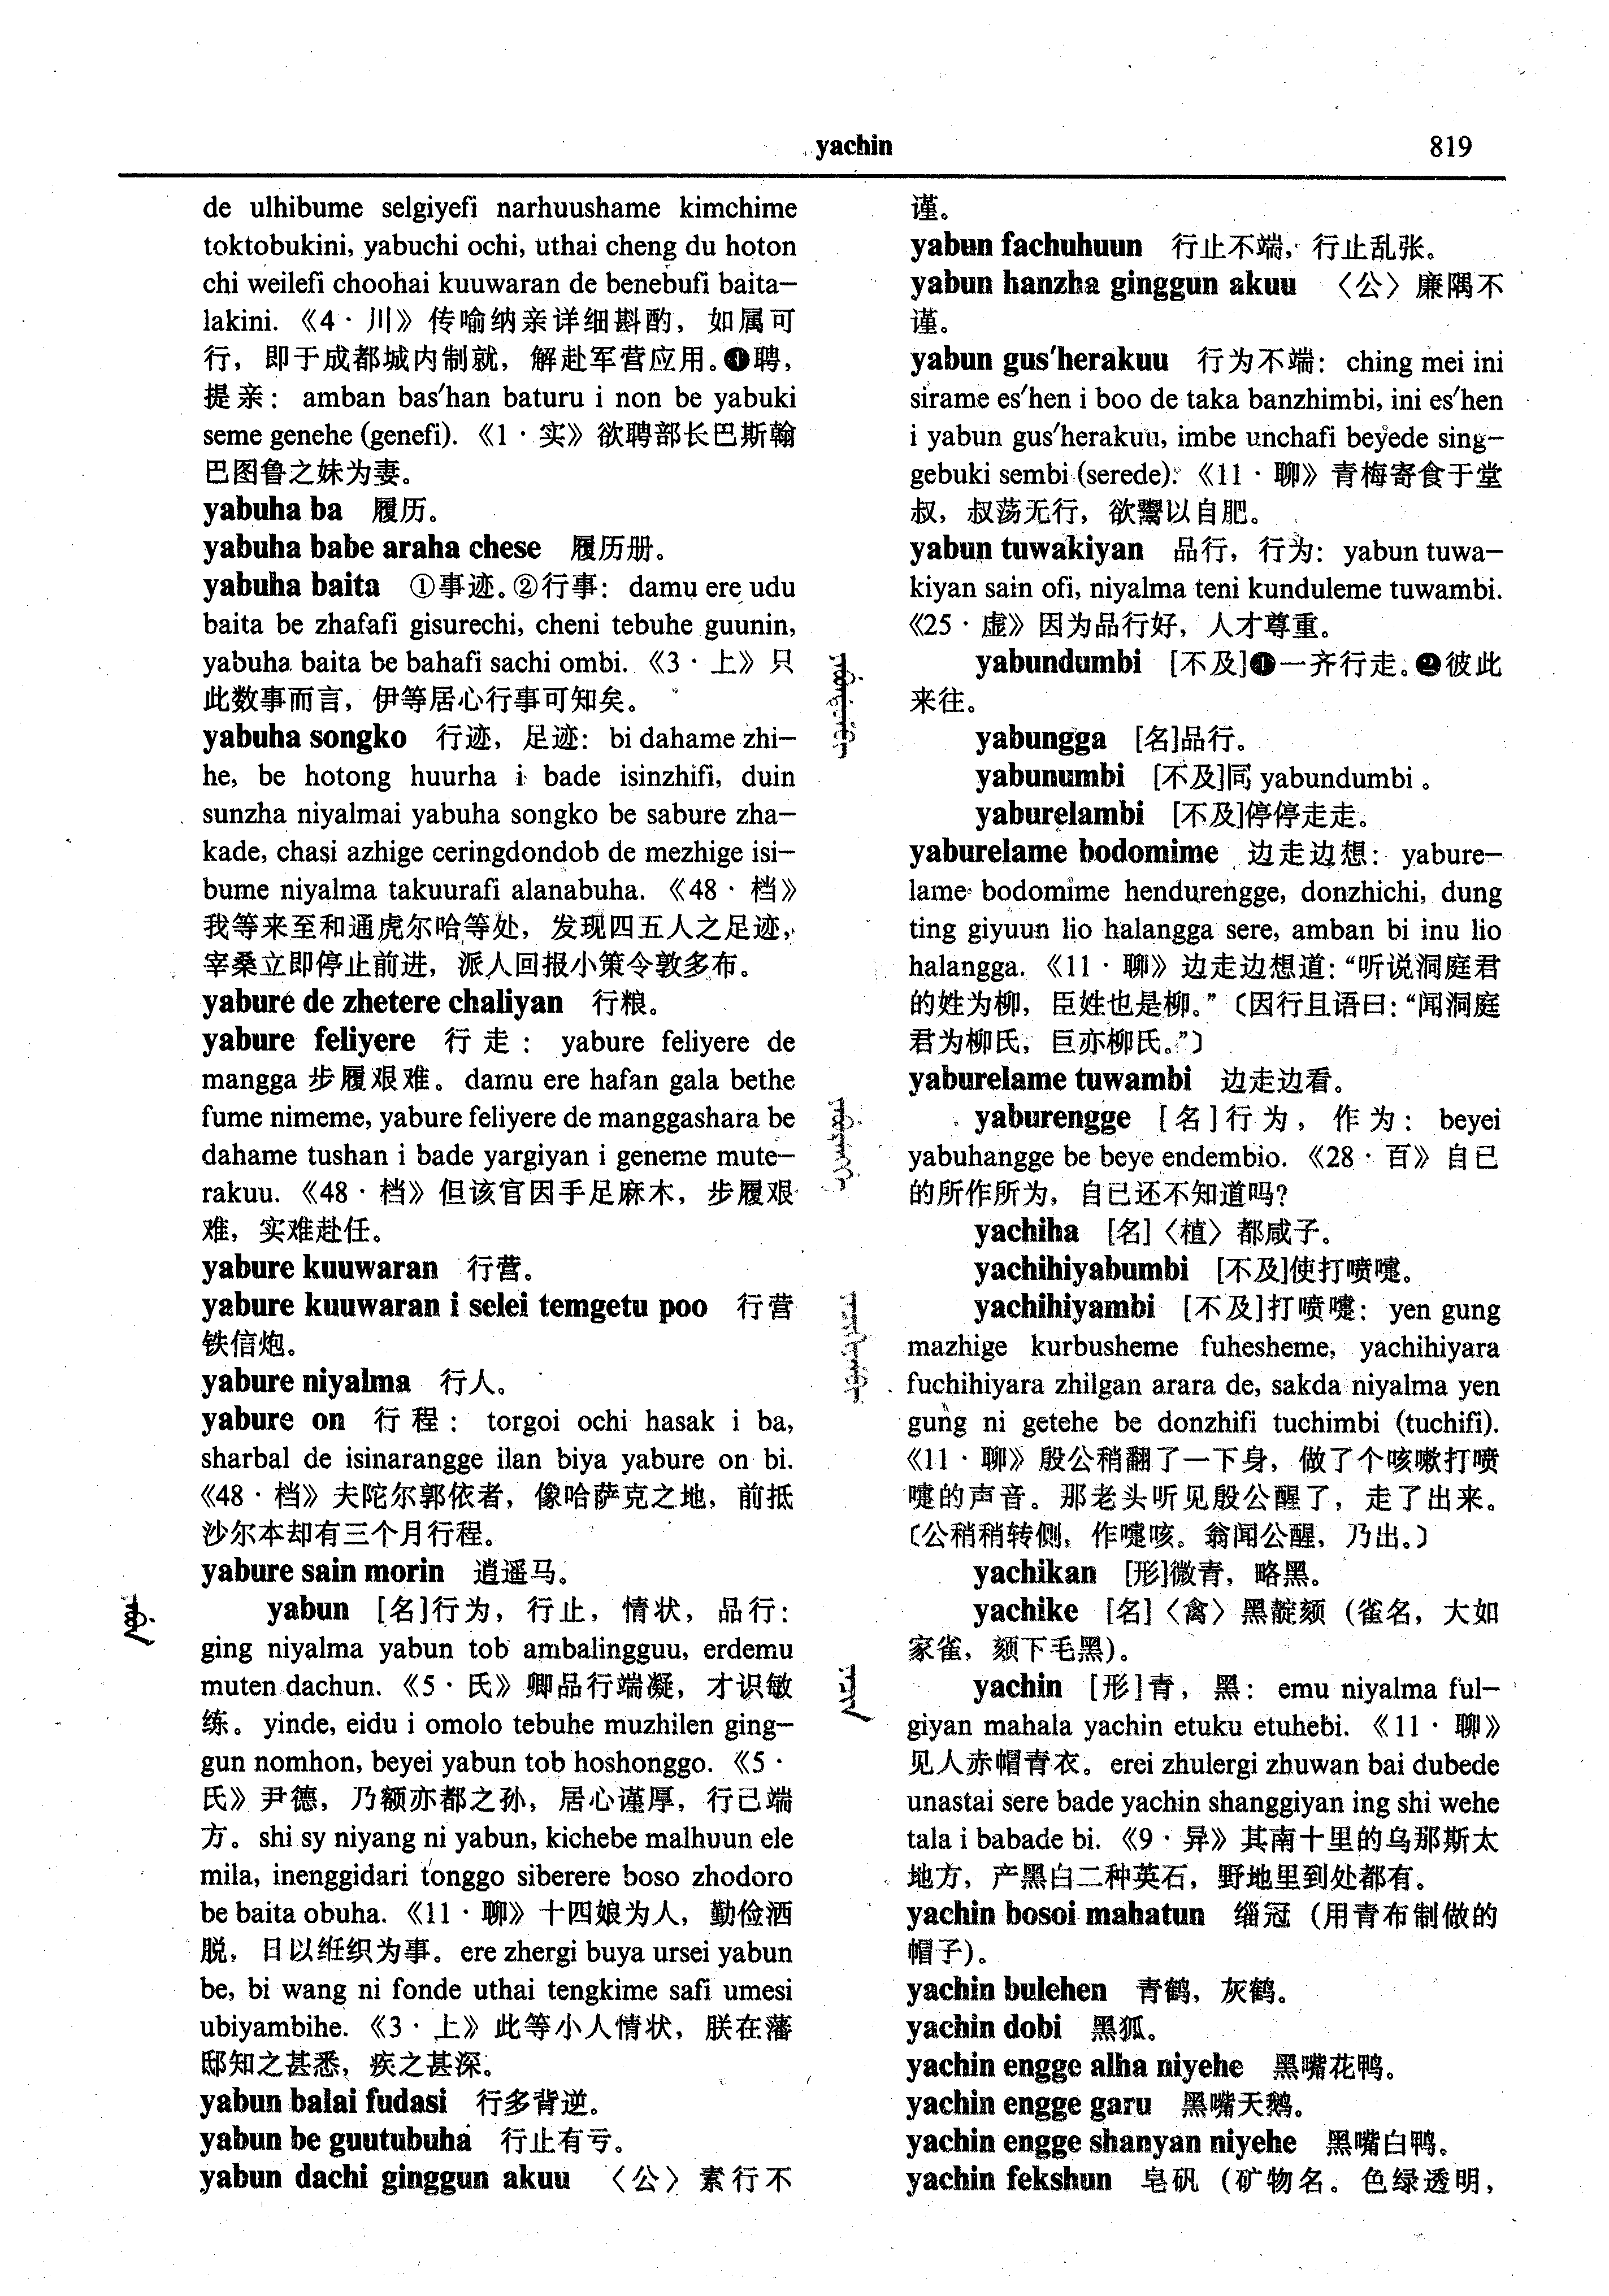 yachin
819
de ulhibume selgiyefi narhuushame kimchime
toktobukini, yabuchi ochi, uthai cheng du hoton
chi weilefi choohai kuuwaran de benebufi baita-
lakini. 《4·川》传喻纳亲详细斟酌，如属可
行，即于成都城内制就，解赴军营应用。❹聘，
提亲： amban bas'han baturu i non be yabuki
seme genehe (genefi). 《1·实》欲聘部长巴斯翰
巴图鲁之妹为妻。
yabuha ba 履历。
yabuha babe araha chese 履历册。
yabuha baita ①事迹。②行事： damu ere udu
baita be zhafafi gisurechi, cheni tebuhe guunin,
yabuha baita be bahafi sachi ombi. 《3·上》只
此数事而言，伊等居心行事可知矣。
yabuha songko 行迹，足迹： bi dahame zhi-
he, be hotong huurha i bade isinzhifi, duin
sunzha niyalmai yabuha songko be sabure zha-
kade, chasi azhige ceringdondob de mezhige isi-
bume niyalma takuurafi alanabuha. 《48·档》
我等来至和通虎尔哈等处，发现四五人之足迹，
宰桑立即停止前进，派人回报小策令敦多布。
yabure de zhetere chaliyan 行粮。
yabure feliyere 行走： yabure feliyere de
mangga 步履艰难。damu ere hafan gala bethe
fume nimeme, yabure feliyere de manggashara be
dahame tushan i bade yargiyan i geneme mute-
rakuu. 《48·档》但该官因手足麻木，步履艰
难，实难赴任。
yabure kuuwaran 行营。
yabure kuuwaran i selei temgetu poo 行营
铁信炮。
yabure niyalma 行人。
yabure on 行程： torgoi ochi hasak i ba,
sharbal de isinarangge ilan biya yabure on bi.
《48·档》夫陀尔郭依者，像哈萨克之地，前抵
沙尔本却有三个月行程。
yabure sain morin 逍遥马。
yabun [名]行为，行止，情状，品行：
ging niyalma yabun tob ambalingguu, erdemu
muten dachun. 《5·氏》卿品行端凝，才识敏
练。yinde, eidu i omolo tebuhe muzhilen ging-
gun nomhon, beyei yabun tob hoshonggo. 《5·
氏》尹德，乃额亦都之孙，居心谨厚，行己端
方。shi sy niyang ni yabun, kichebe malhuun ele
mila, inenggidari tonggo siberere boso zhodoro
be baita obuha. 《11·聊》十四娘为人，勤俭洒
脱，日以纴织为事。ere zhergi buya ursei yabun
be, bi wang ni fonde uthai tengkime safi umesi
ubiyambihe. 《3·上》此等小人情状，朕在藩
邸知之甚悉，疾之甚深。
yabun balai fudasi 行多背逆。
yabun be guutubuha 行止有亏。
yabun dachi ginggun akuu 〈公〉素行不
谨。
yabun fachuhuun 行止不端，行止乱张。
yabun hanzha ginggun akuu 〈公〉廉隅不
谨。
yabun gus'herakuu 行为不端： ching mei ini
sirame es'hen i boo de taka banzhimbi, ini es'hen
i yabun gus'herakuu, imbe unchafi beyede sing-
gebuki sembi (serede). 《11·聊》青梅寄食于堂
叔，叔荡无行，欲鬻以自肥。
yabun tuwakiyan 品行，行为： yabun tuwa-
kiyan sain ofi, niyalma teni kunduleme tuwambi.
《25·虚》因为品行好，人才尊重。
yabundumbi [不及]❶一齐行走。❷彼此
来往。
yabungga [名]品行。
yabunumbi [不及]同 yabundumbi 。
yaburelambi [不及]停停走走。
yaburelame bodomime 边走边想： yabure-
lame bodomime hendurengge, donzhichi, dung
ting giyuun lio halangga sere, amban bi inu lio
halangga. 《11·聊》边走边想道：“听说洞庭君
的姓为柳，臣姓也是柳。”〔因行且语曰：“闻洞庭
君为柳氏，巨亦柳氏。”〕
yaburelame tuwambi 边走边看。
yaburengge [名]行为，作为： beyei
yabuhangge be beye endembio. 《28·百》自己
的所作所为，自己还不知道吗？
yachiha [名]〈植〉都咸子。
yachihiyabumbi [不及]使打喷嚏。
yachihiyambi [不及]打喷嚏： yen gung
mazhige kurbusheme fuhesheme, yachihiyara
fuchihiyara zhilgan arara de, sakda niyalma yen
gung ni getehe be donzhifi tuchimbi (tuchifi).
《11·聊》殷公稍翻了一下身，做了个咳嗽打喷
嚏的声音。那老头听见殷公醒了，走了出来。
〔公稍稍转侧，作嚏咳。翁闻公醒，乃出。〕
yachikan [形]微青，略黑。
yachike [名]〈禽〉黑靛颏（雀名，大如
家雀，颏下毛黑）。
yachin [形]青，黑： emu niyalma ful-
giyan mahala yachin etuku etuhebi. 《11·聊》
见人赤帽青衣。erei zhulergi zhuwan bai dubede
unastai sere bade yachin shanggiyan ing shi wehe
tala i babade bi. 《9·异》其南十里的乌那斯太
地方，产黑白二种英石，野地里到处都有。
yachin bosoi mahatun 缁冠（用青布制做的
帽子）。
yachin bulehen 青鹤，灰鹤。
yachin dobi 黑狐。
yachin engge alha niyehe 黑嘴花鸭。
yachin engge garu 黑嘴天鹅。
yachin engge shanyan niyehe 黑嘴白鸭。
yachin fekshun 皂矾（矿物名。色绿透明，